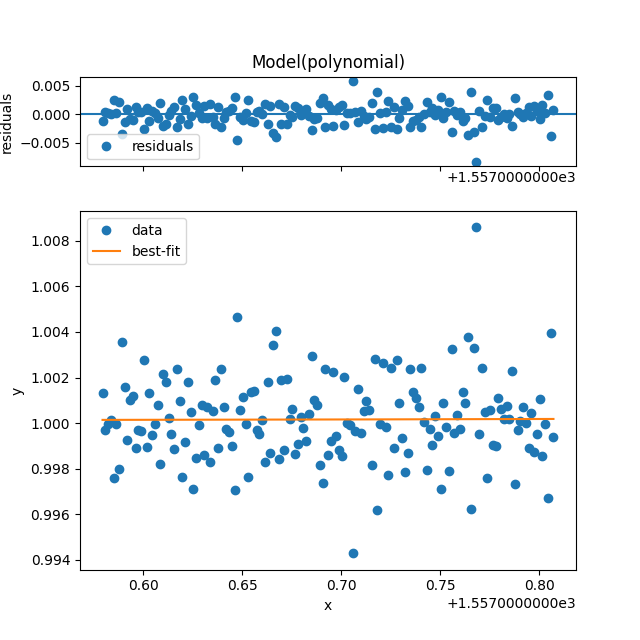 Model(polynomial)
0.005
0.000
−0.005
residuals
residuals
+1.5570000000e3
data
best-fit
1.008
1.006
1.004
1.002
1.000
0.998
0.996
0.994
y
0.60 0.65 0.70 0.75 0.80
x
+1.5570000000e3